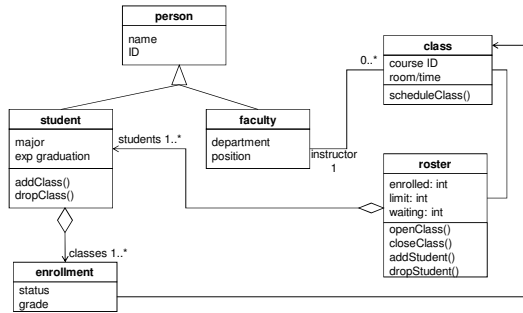 person
name
ID
class
course ID
room/time
scheduleClass()
0..*
student
major
exp graduation
addClass()
dropClass()
students 1..*
faculty
department
position
instructor
1
roster
enrolled: int
limit: int
waiting: int
openClass()
closeClass()
addStudent()
dropStudent()
classes 1..*
enrollment
status
grade